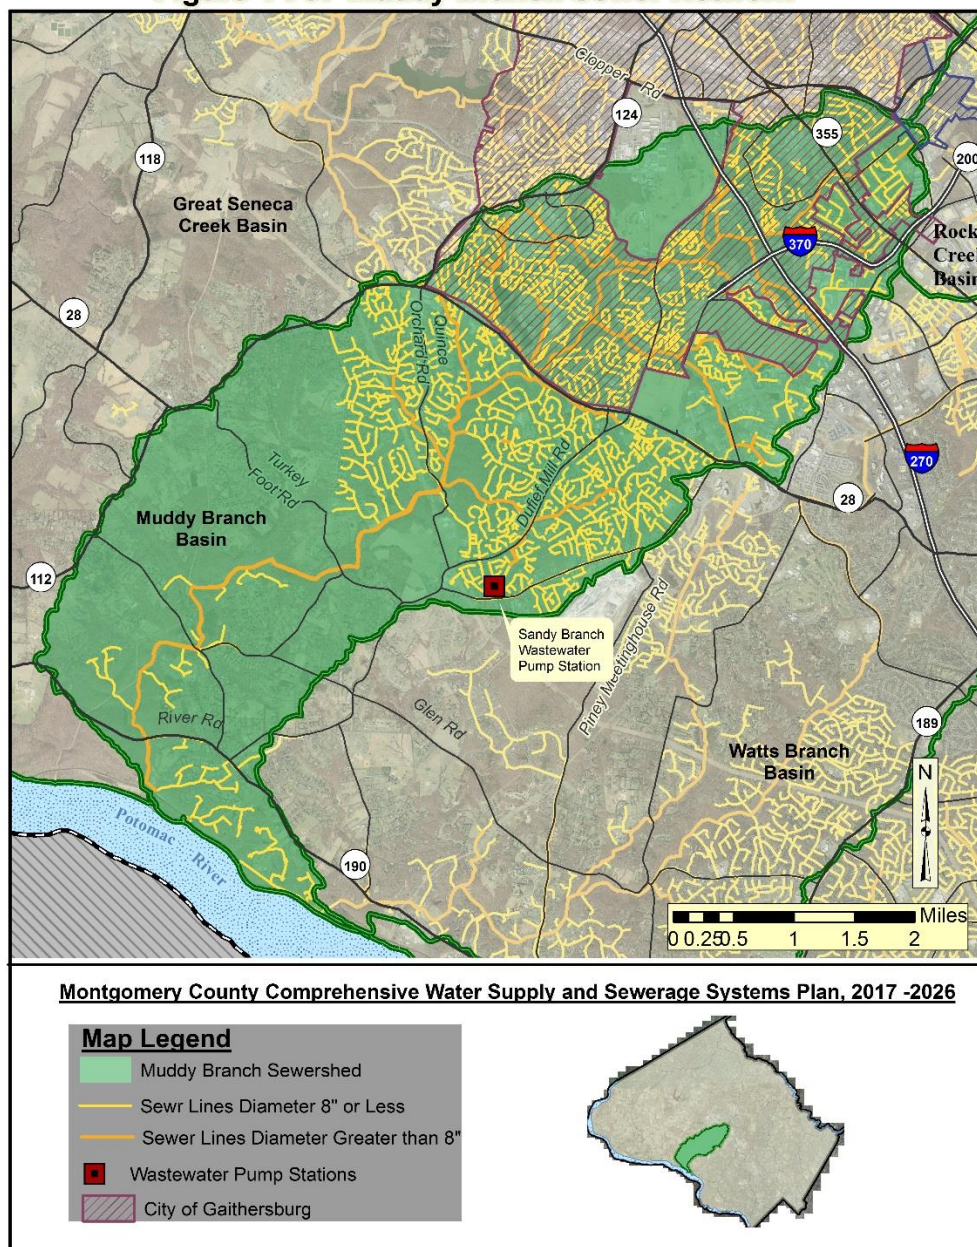 Clopper Rd
124
355
118
200
Great Seneca
Creek Basin
370
Rock
Creek
Basin
28
Quince
Orchard Rd
Turkey
Foot Rd
Dufief Mill Rd
270
28
Muddy Branch
Basin
112
Sandy Branch
Wastewater
Pump Station
Piney Meetinghouse Rd
Glen Rd
River Rd
189
Watts Branch
Basin
N
Potomac River
190
Miles
0 0.25 0.5 1 1.5 2
Montgomery County Comprehensive Water Supply and Sewerage Systems Plan, 2017 -2026
Map Legend
Muddy Branch Sewershed
Sewr Lines Diameter 8" or Less
Sewer Lines Diameter Greater than 8"
Wastewater Pump Stations
City of Gaithersburg